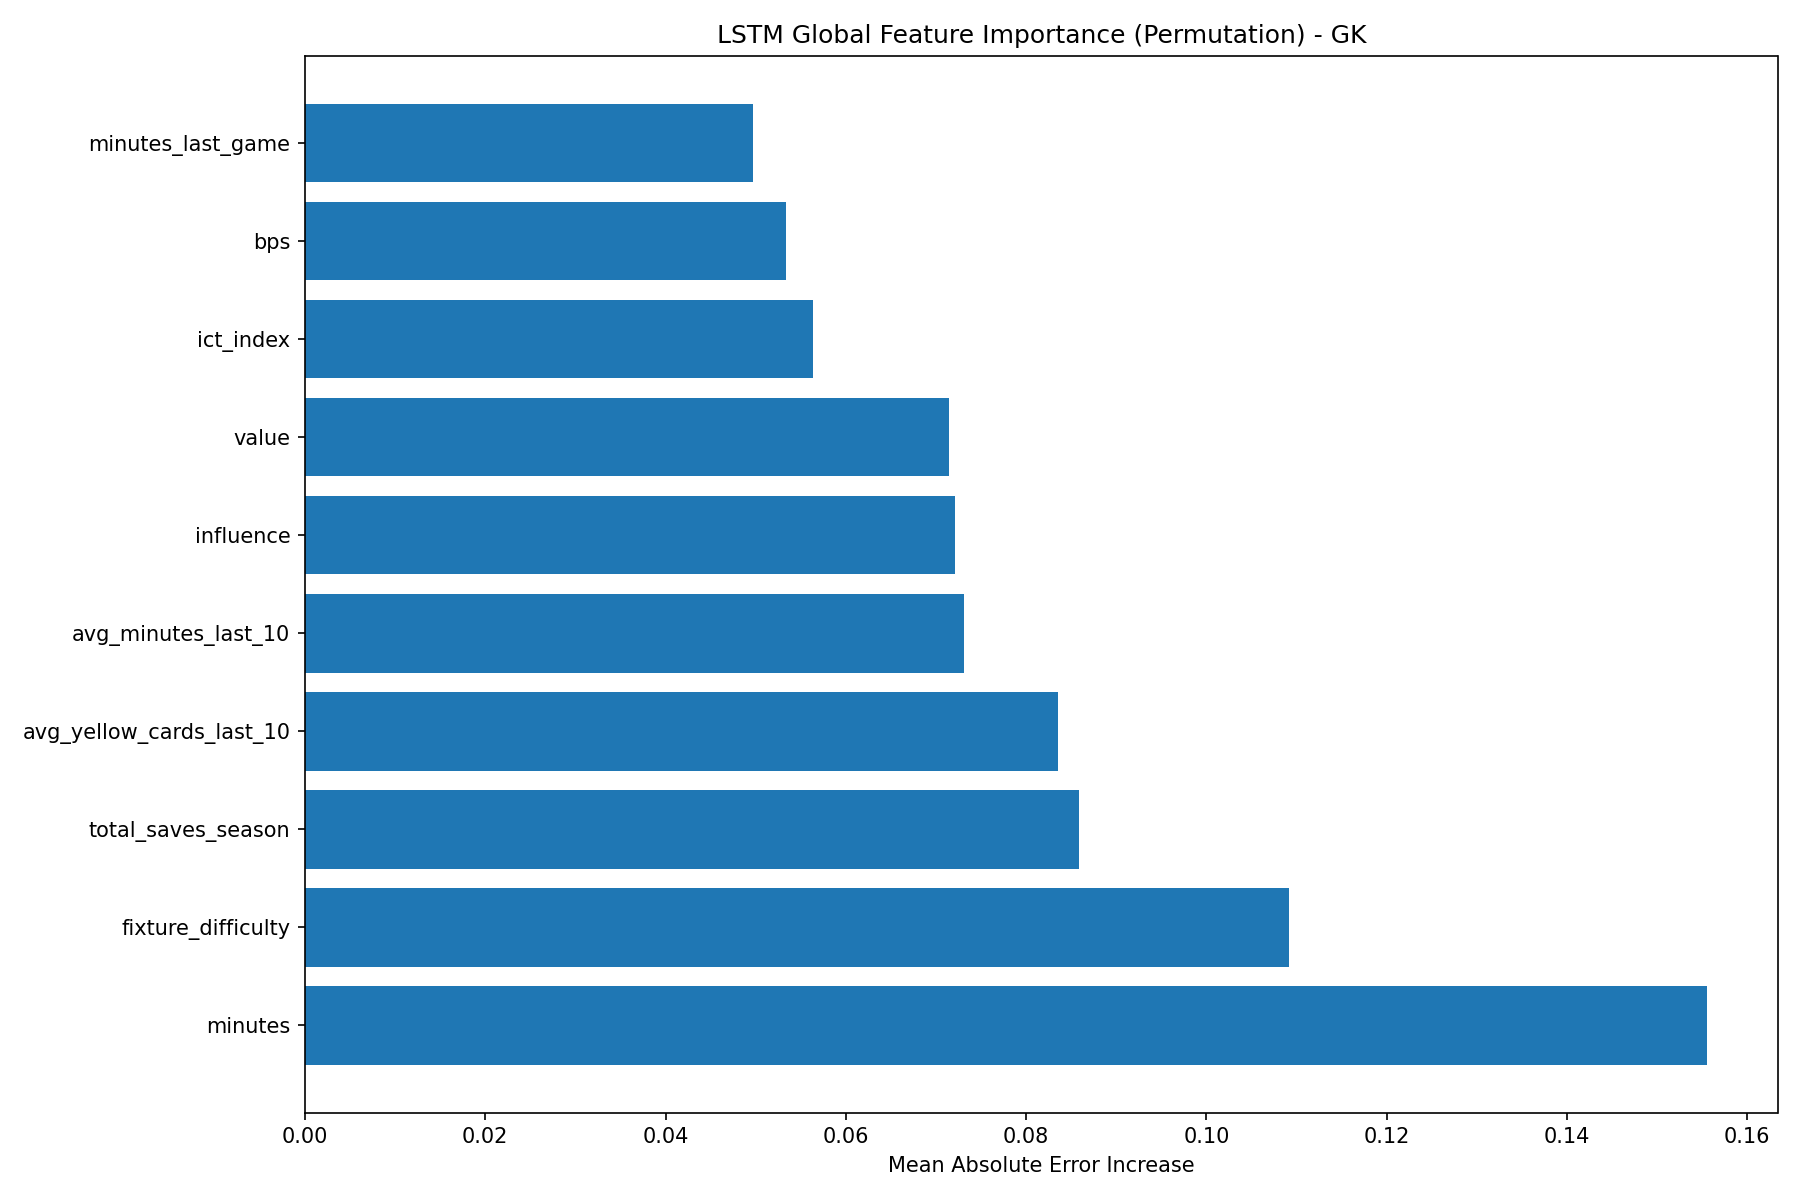 LSTM Global Feature Importance (Permutation) - GK
minutes_last_game
bps
ict_index
value
influence
avg_minutes_last_10
avg_yellow_cards_last_10
total_saves_season
fixture_difficulty
minutes
0.00 0.02 0.04 0.06 0.08 0.10 0.12 0.14 0.16
Mean Absolute Error Increase